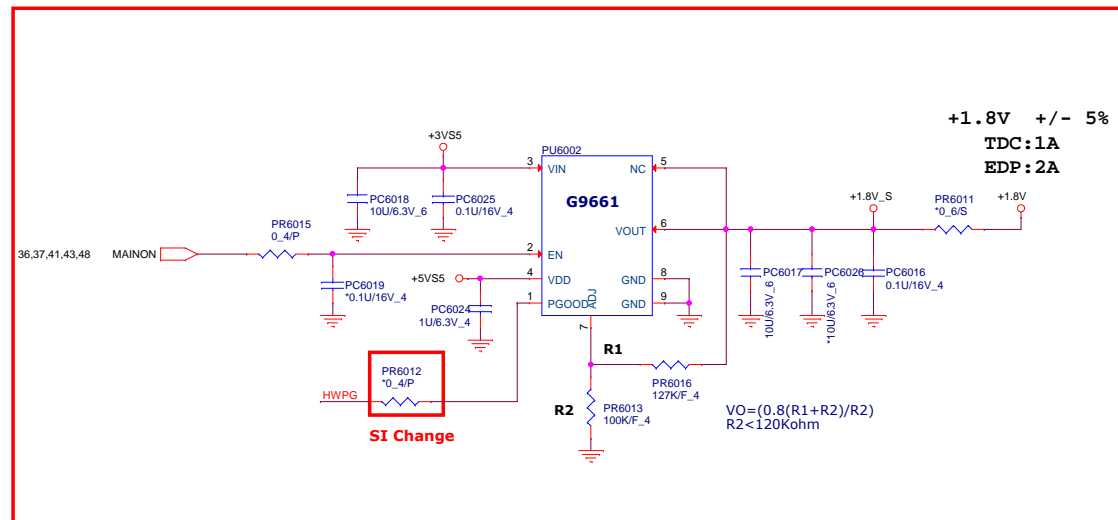 +1.8V +/- 5%
TDC:1A
EDP:2A
+3VS5
PU6002
3
VIN
NC
5
PC6018
10U/6.3V_6
PC6025
0.1U/16V_4
G9661
+1.8V_S
PR6011
*0_6/S
+1.8V
VOUT
6
36,37,41,43,48
MAINON
PR6015
0_4/P
2
EN
PC6019
*0.1U/16V_4
+5VS5
4
VDD
GND
8
PC6017
10U/6.3V_6
PC6026
*10U/6.3V_6
PC6016
0.1U/16V_4
1
PGOOD
ADJ
GND
9
PC6024
1U/6.3V_4
7
R1
PR6012
*0_4/P
HWPG
PR6016
127K/F_4
R2
PR6013
100K/F_4
VO=(0.8(R1+R2)/R2)
R2<120Kohm
SI Change